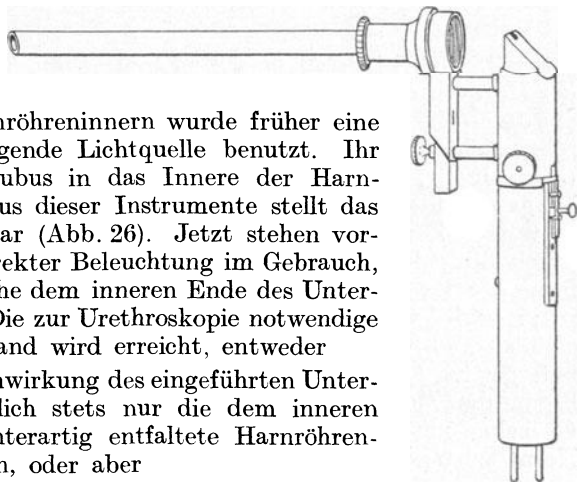 nröhreninnern wurde früher eine
gende Lichtquelle benutzt. Ihr
ubus in das Innere der Harn-
us dieser Instrumente stellt das
ar (Abb. 26). Jetzt stehen vor-
rekter Beleuchtung im Gebrauch,
he dem inneren Ende des Unter-
Die zur Urethroskopie notwendige
and wird erreicht, entweder
nwirkung des eingeführten Unter-
lich stets nur die dem inneren
nterartig entfaltete Harnröhren-
n, oder aber